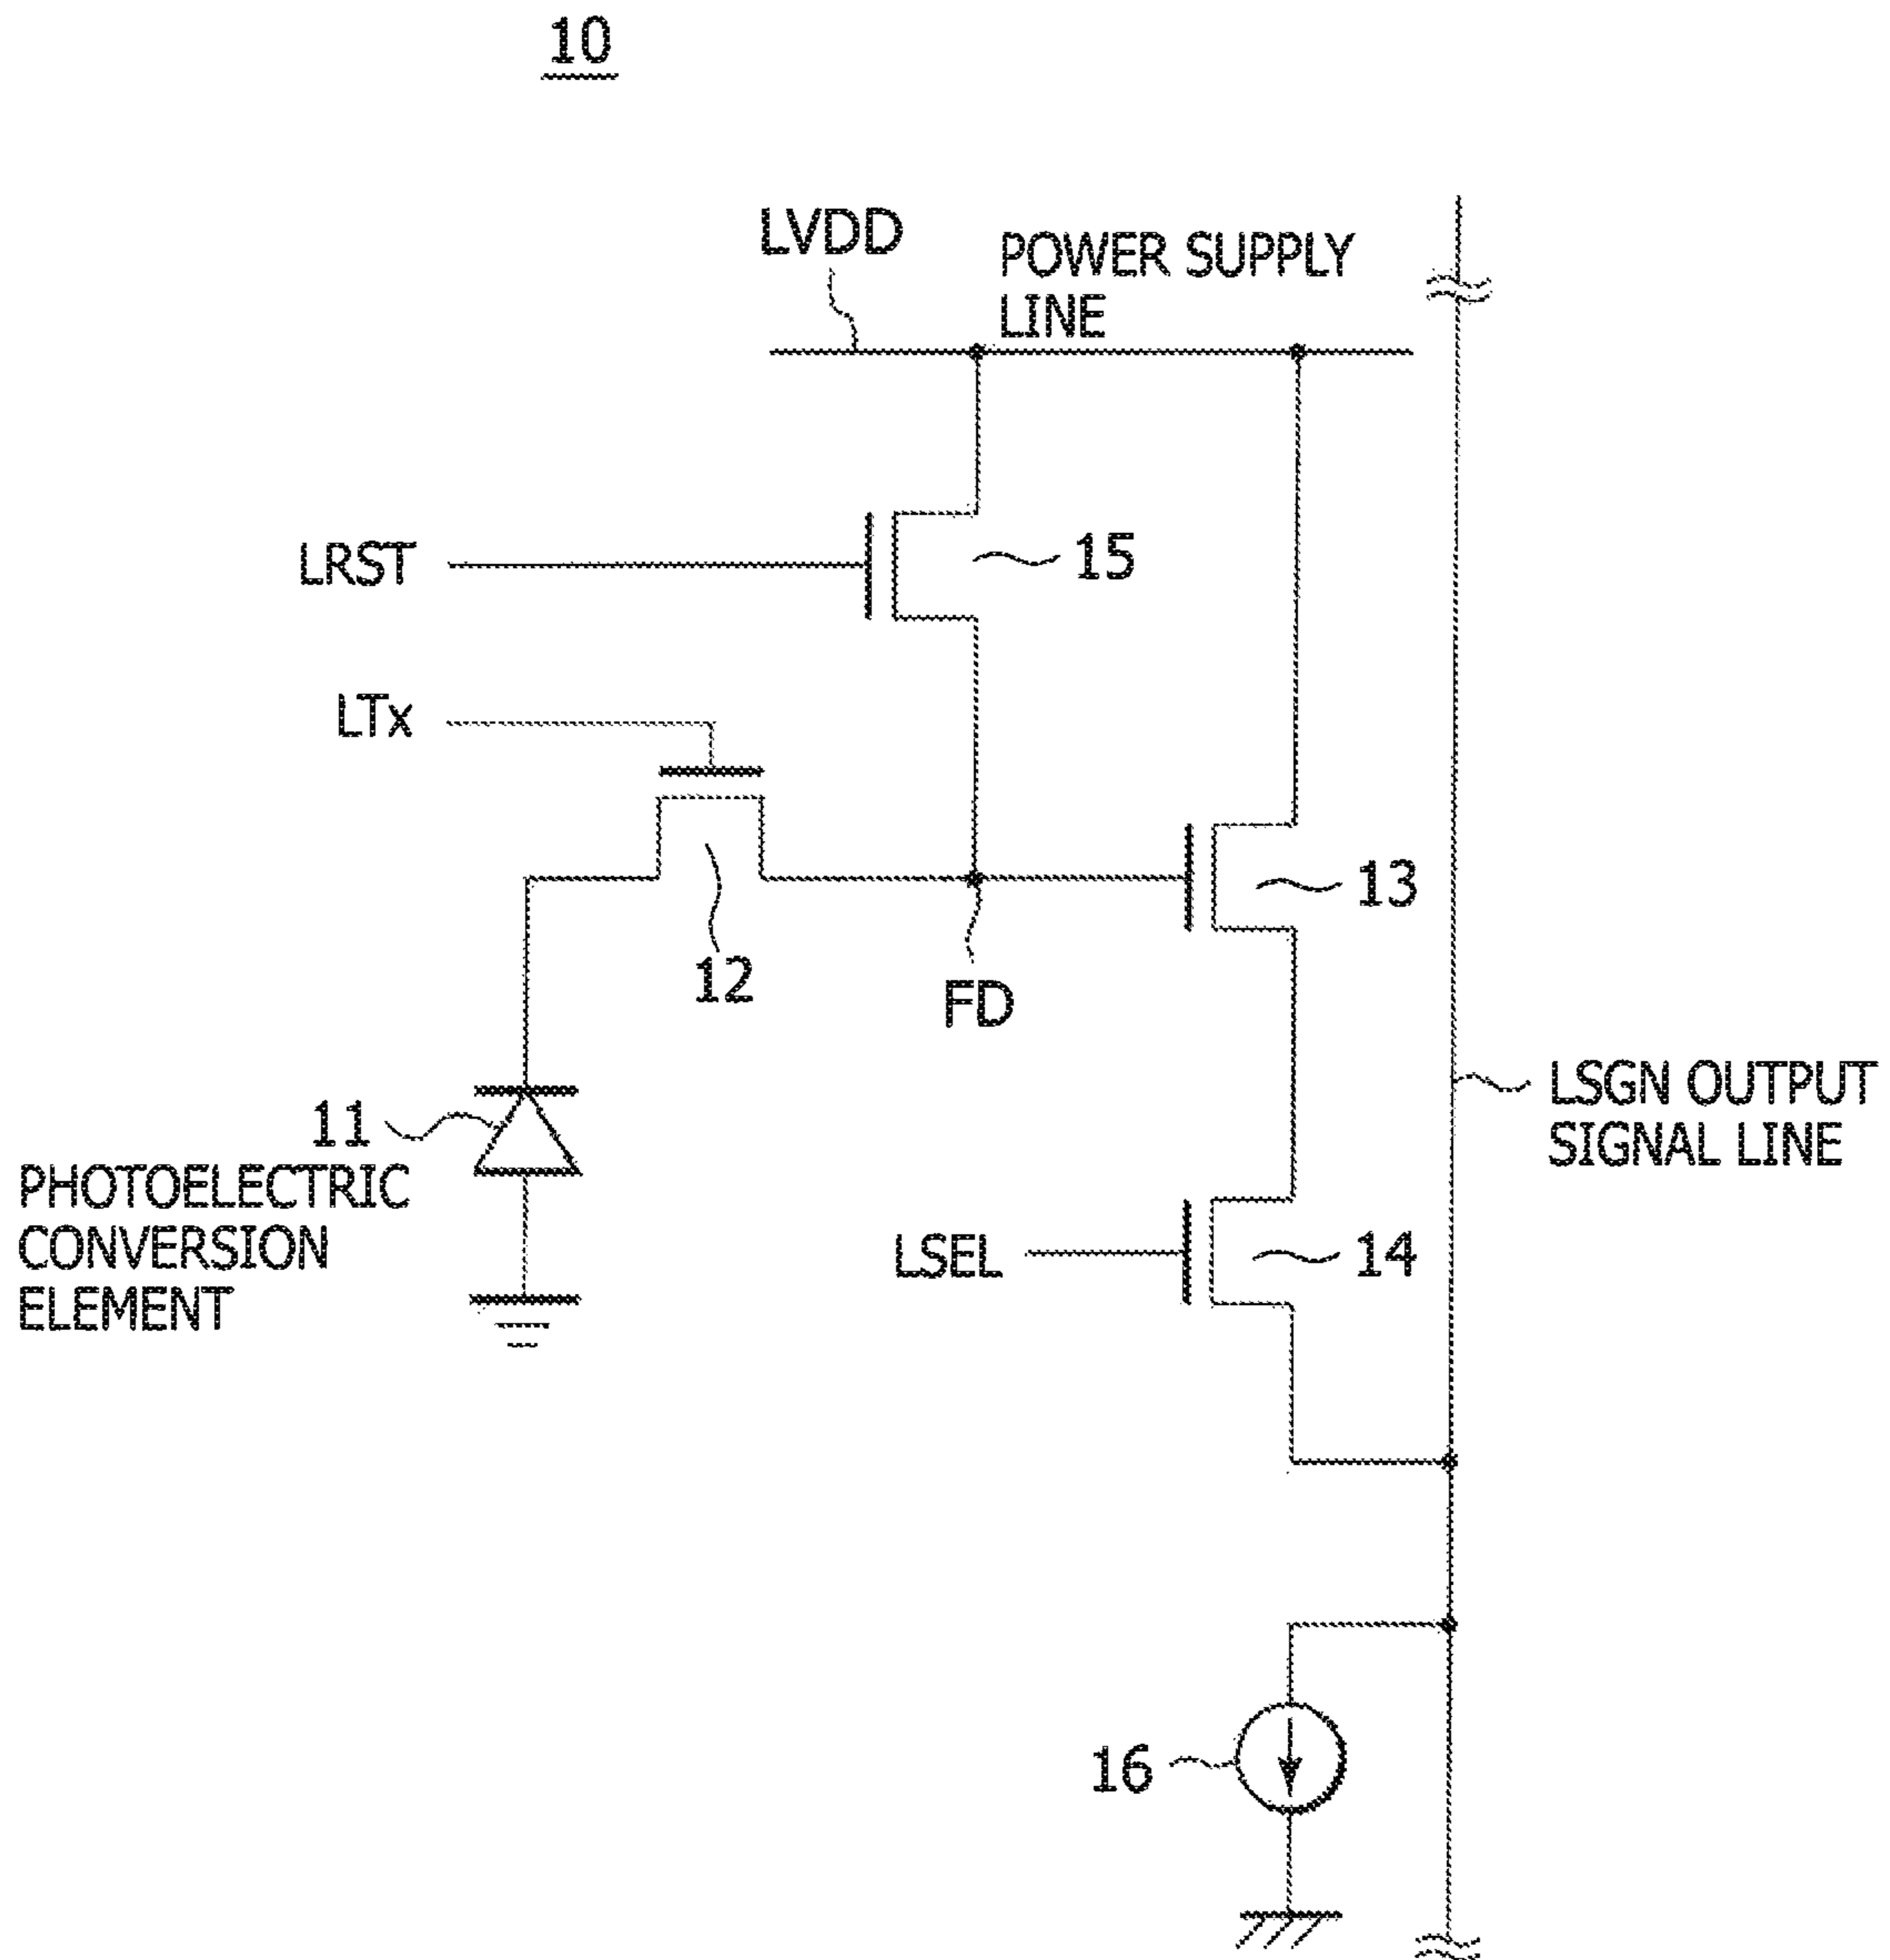 10
LVDD
POWER SUPPLY
LINE
LRST
15
LTx
13
12
FD
11
PHOTOELECTRIC
CONVERSION
ELEMENT
LSGN OUTPUT
SIGNAL LINE
LSEL
14
16